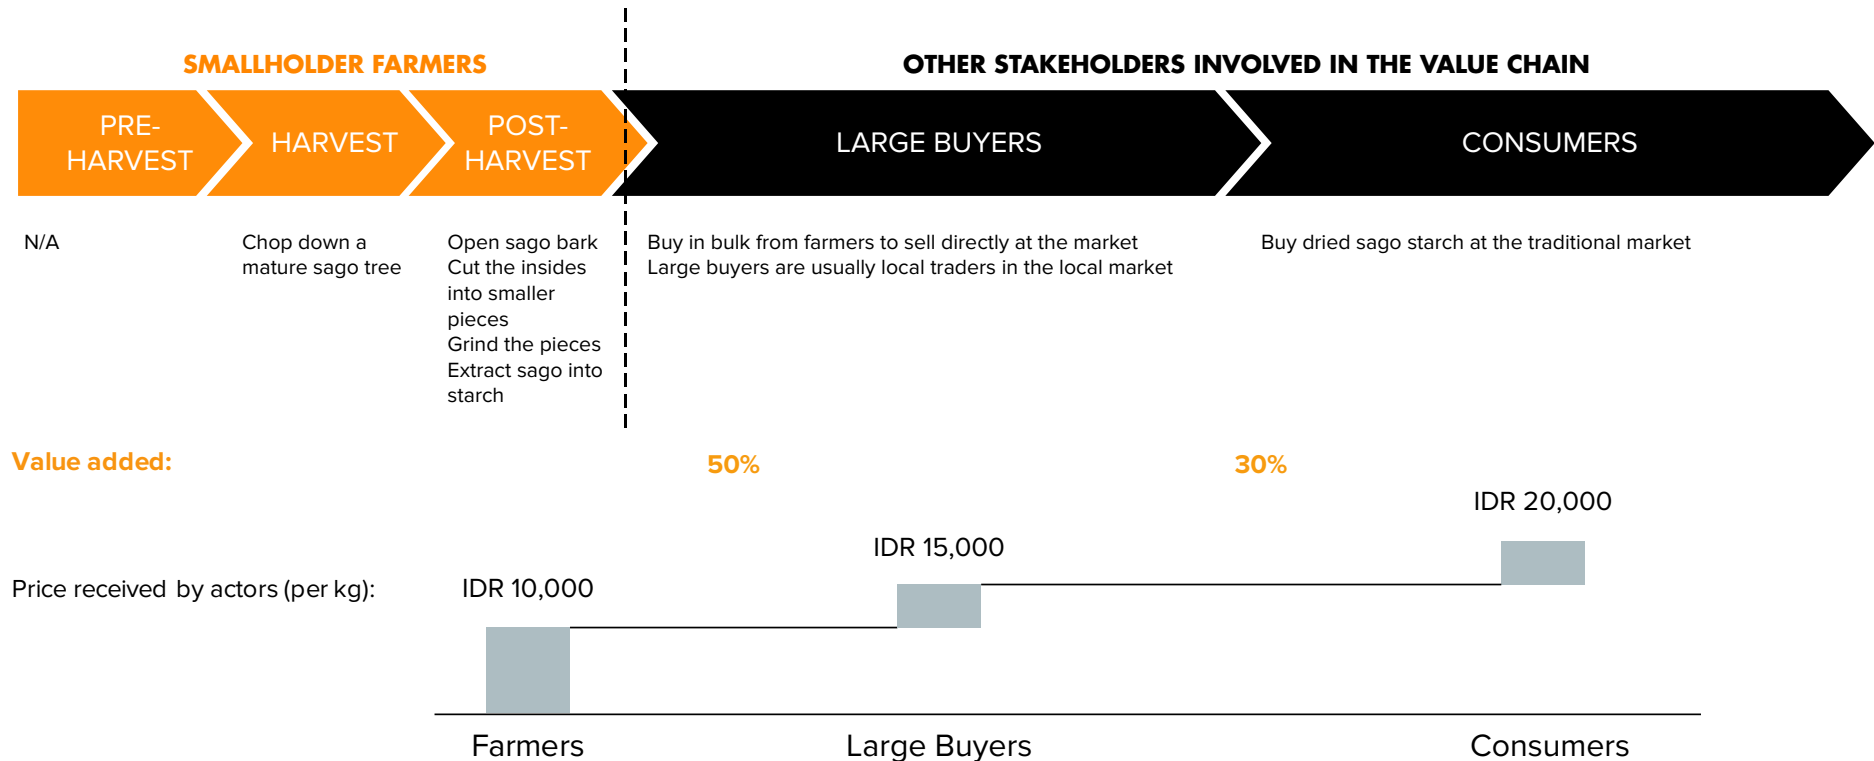 SMALLHOLDER FARMERS
OTHER STAKEHOLDERS INVOLVED IN THE VALUE CHAIN
PRE-
HARVEST
HARVEST
POST-
HARVEST
LARGE BUYERS
CONSUMERS
N/A
Chop down a
mature sago tree
Open sago bark
Cut the insides
into smaller
pieces
Grind the pieces
Extract sago into
starch
Buy in bulk from farmers to sell directly at the market
Large buyers are usually local traders in the local market
Buy dried sago starch at the traditional market
Value added:
50%
30%
Price received by actors (per kg):
IDR 10,000
IDR 15,000
IDR 20,000
Farmers
Large Buyers
Consumers